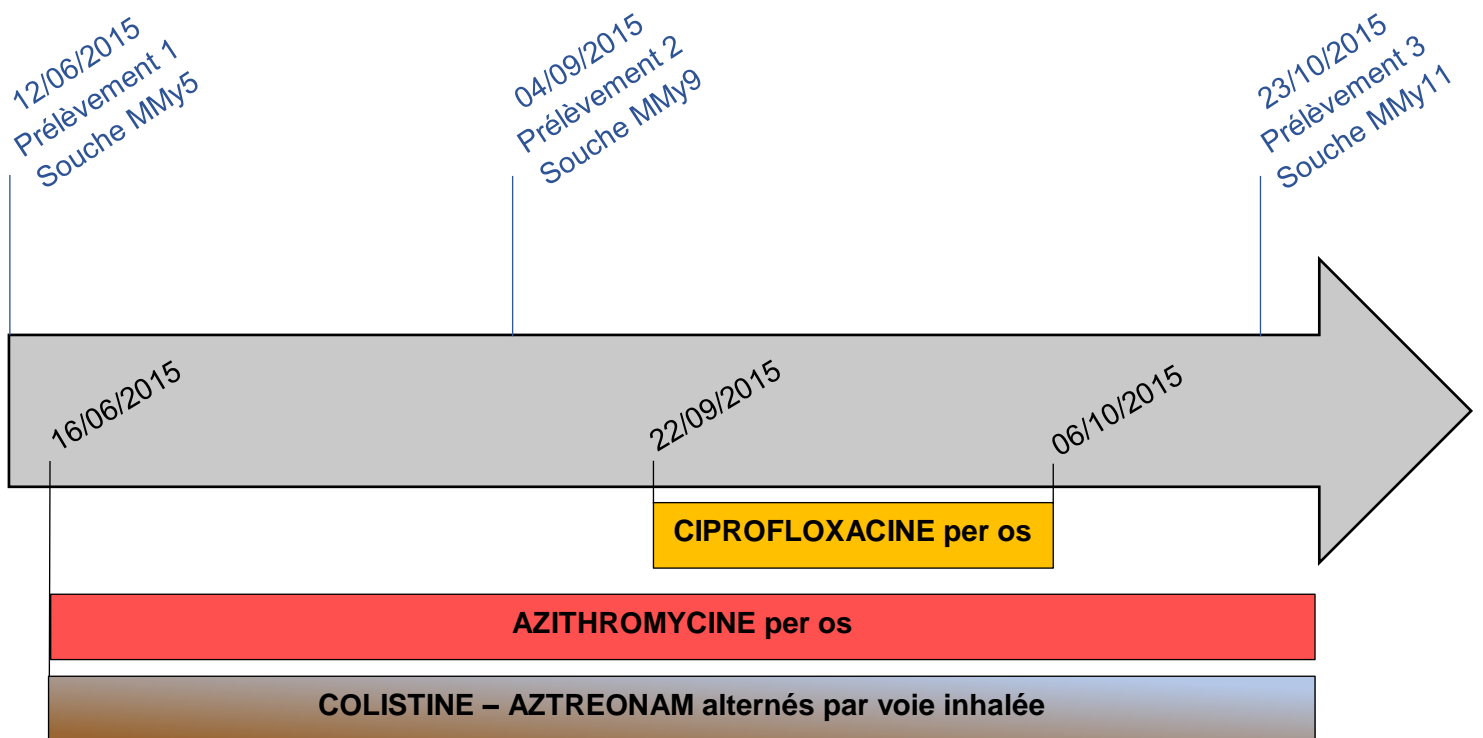 12/06/2015
Prélèvement 1
Souche MMy5
04/09/2015
Prélèvement 2
Souche MMy9
23/10/2015
Prélèvement 3
Souche MMy11
16/06/2015
22/09/2015
06/10/2015
CIPROFLOXACINE per os
AZITHROMYCINE per os
COLISTINE – AZTREONAM alternés par voie inhalée